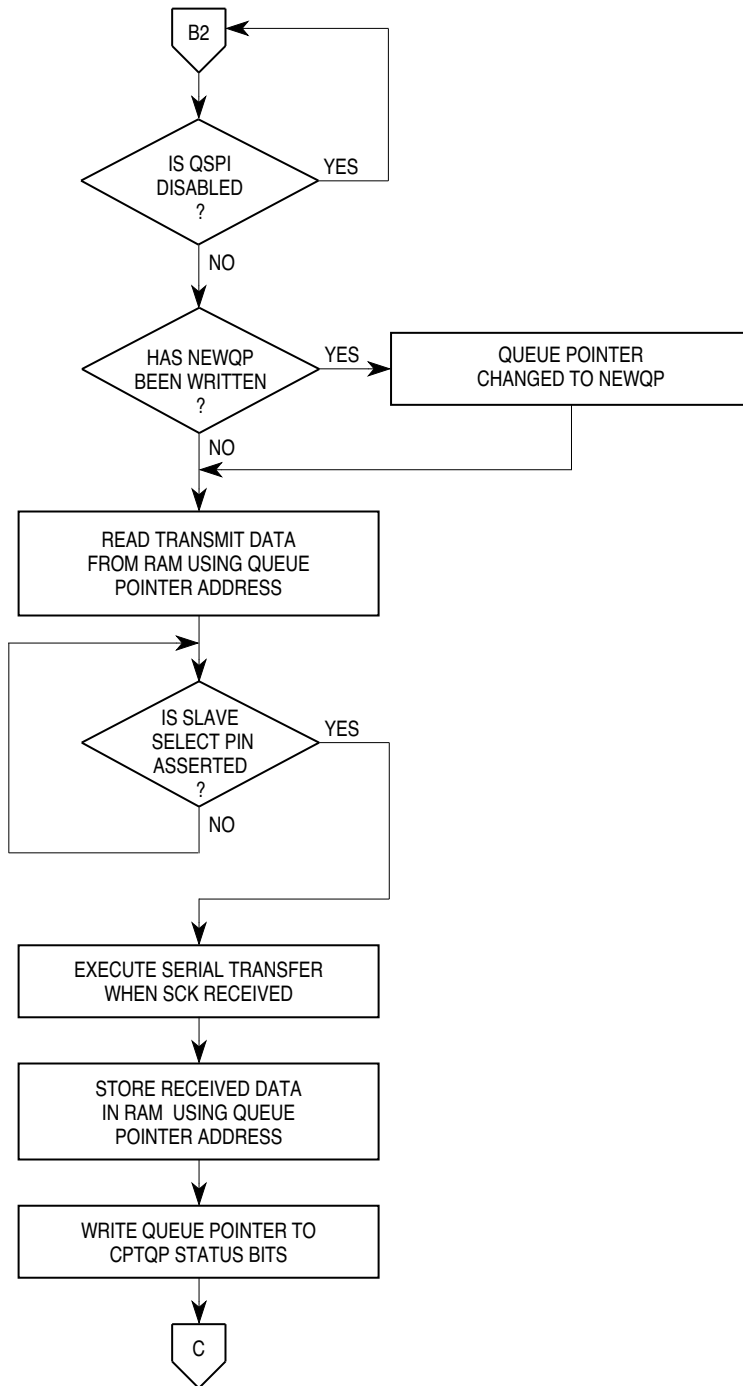 B2
IS QSPI
DISABLED
?
YES
NO
HAS NEWQP
BEEN WRITTEN
?
YES
QUEUE POINTER
CHANGED TO NEWQP
NO
READ TRANSMIT DATA
FROM RAM USING QUEUE
POINTER ADDRESS
IS SLAVE
SELECT PIN
ASSERTED
?
YES
NO
EXECUTE SERIAL TRANSFER
WHEN SCK RECEIVED
STORE RECEIVED DATA
IN RAM USING QUEUE
POINTER ADDRESS
WRITE QUEUE POINTER TO
CPTQP STATUS BITS
C